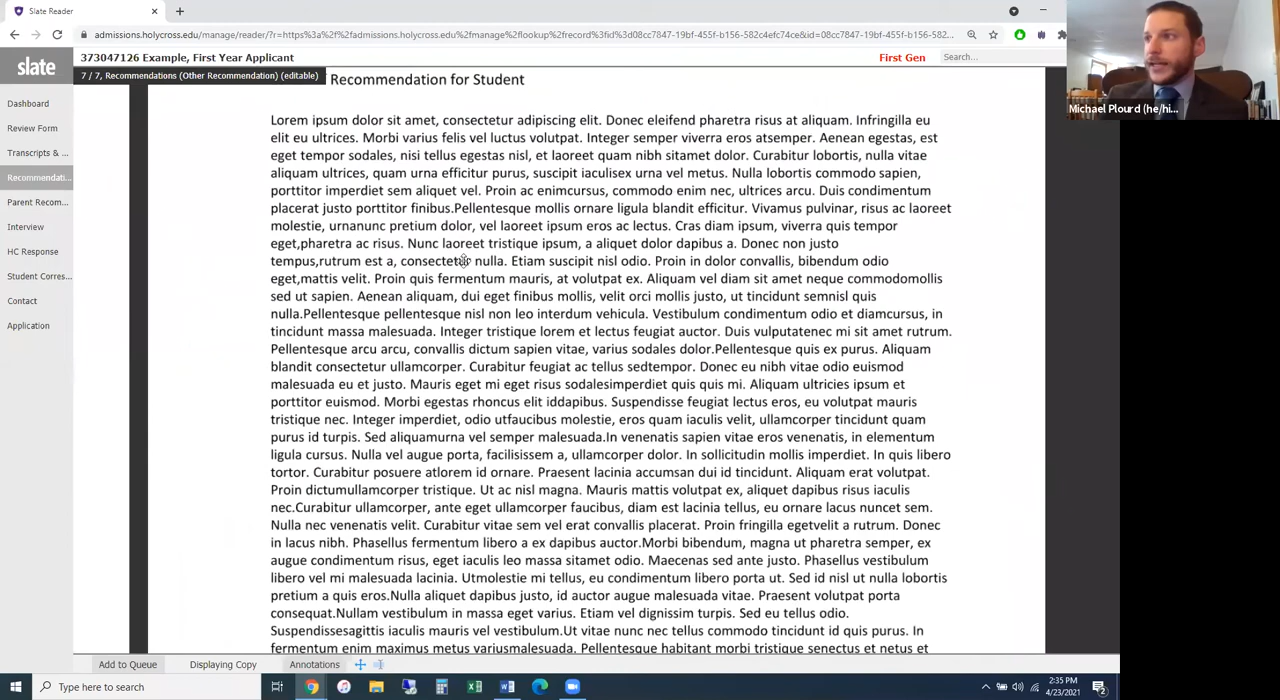 Slate Reader
admissions.holycross.edu/manage/reader/?r=https%3a%2f%2fadmissions.holycross.edu%2fmanage%2flookup%2frecord%3fid%3d08cc7847-19bf-455f-b156-582c4efc74ce&id=08cc7847-19bf-455f-b156...
slate
373047126 Example, First Year Applicant
First Gen
Search...
7 / 7, Recommendations (Other Recommendation) (editable)
Michael Plourd (he/hi...
Dashboard
Review Form
Transcripts & ...
Recommendati...
Parent Recom...
Interview
HC Response
Student Corres...
Contact
Application
Recommendation for Student
Lorem ipsum dolor sit amet, consectetur adipiscing elit. Donec eleifend pharetra risus at aliquam. Infringilla eu
elit eu ultrices. Morbi varius felis vel luctus volutpat. Integer semper viverra eros atsemper. Aenean egestas, est
eget tempor sodales, nisi tellus egestas nisl, et laoreet quam nibh sitamet dolor. Curabitur lobortis, nulla vitae
aliquam ultrices, quam urna efficitur purus, suscipit iaculisex urna vel metus. Nulla lobortis commodo sapien,
porttitor imperdiet sem aliquet vel. Proin ac enimcursus, commodo enim nec, ultrices arcu. Duis condimentum
placerat justo porttitor finibus.Pellentesque mollis ornare ligula blandit efficitur. Vivamus pulvinar, risus ac laoreet
molestie, urnanunc pretium dolor, vel laoreet ipsum eros ac lectus. Cras diam ipsum, viverra quis tempor
eget,pharetra ac risus. Nunc laoreet tristique ipsum, a aliquet dolor dapibus a. Donec non justo
tempus,rutrum est a, consectetur nulla. Etiam suscipit nisl odio. Proin in dolor convallis, bibendum odio
eget,mattis velit. Proin quis fermentum mauris, at volutpat ex. Aliquam vel diam sit amet neque commodomollis
sed ut sapien. Aenean aliquam, dui eget finibus mollis, velit orci mollis justo, ut tincidunt semnisl quis
nulla.Pellentesque pellentesque nisl non leo interdum vehicula. Vestibulum condimentum odio et diamcursus, in
tincidunt massa malesuada. Integer tristique lorem et lectus feugiat auctor. Duis vulputatenec mi sit amet rutrum.
Pellentesque arcu arcu, convallis dictum sapien vitae, varius sodales dolor.Pellentesque quis ex purus. Aliquam
blandit consectetur ullamcorper. Curabitur feugiat ac tellus sedtempor. Donec eu nibh vitae odio euismod
malesuada eu et justo. Mauris eget mi eget risus sodalesimperdiet quis quis mi. Aliquam ultricies ipsum et
porttitor euismod. Morbi egestas rhoncus elit iddapibus. Suspendisse feugiat lectus eros, eu volutpat mauris
tristique nec. Integer imperdiet, odio utfaucibus molestie, eros quam iaculis velit, ullamcorper tincidunt quam
purus id turpis. Sed aliquamurna vel semper malesuada.In venenatis sapien vitae eros venenatis, in elementum
ligula cursus. Nulla vel augue porta, facilisissem a, ullamcorper dolor. In sollicitudin mollis imperdiet. In quis libero
tortor. Curabitur posuere atlorem id ornare. Praesent lacinia accumsan dui id tincidunt. Aliquam erat volutpat.
Proin dictumullamcorper tristique. Ut ac nisl magna. Mauris mattis volutpat ex, aliquet dapibus risus iaculis
nec.Curabitur ullamcorper, ante eget ullamcorper faucibus, diam est lacinia tellus, eu ornare lacus nuncet sem.
Nulla nec venenatis velit. Curabitur vitae sem vel erat convallis placerat. Proin fringilla egetvelit a rutrum. Donec
in lacus nibh. Phasellus fermentum libero a ex dapibus auctor.Morbi bibendum, magna ut pharetra semper, ex
augue condimentum risus, eget iaculis leo massa sitamet odio. Maecenas sed ante justo. Phasellus vestibulum
libero vel mi malesuada lacinia. Utmolestie mi tellus, eu condimentum libero porta ut. Sed id nisl ut nulla lobortis
pretium a quis eros.Nulla aliquet dapibus justo, id auctor augue malesuada vitae. Praesent volutpat porta
consequat.Nullam vestibulum in massa eget varius. Etiam vel dignissim turpis. Sed eu tellus odio.
Suspendissesagittis iaculis mauris vel vestibulum.Ut vitae nunc nec tellus commodo tincidunt id quis purus. In
fermentum enim maximus metus variusmalesuada. Pellentesque habitant morbi tristique senectus et netus et
Add to Queue
Displaying Copy
Annotations
Type here to search
2:35 PM
4/23/2021
2